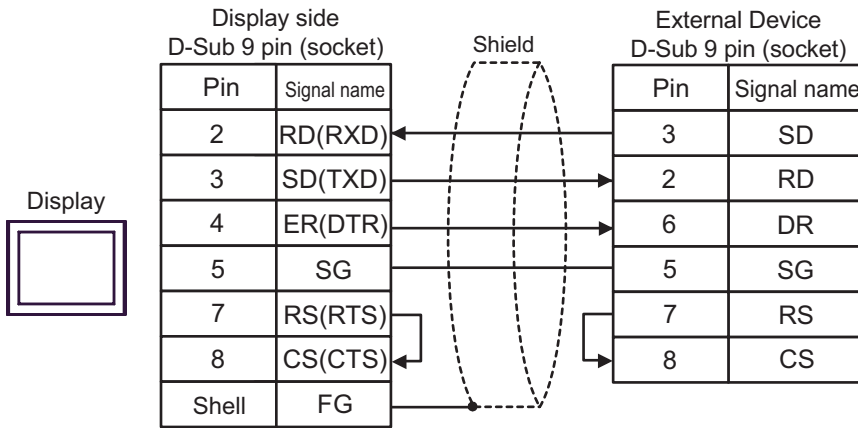 Display side
D-Sub 9 pin (socket)
Shield
External Device
D-Sub 9 pin (socket)
Pin Signal name
Pin Signal name
2 RD(RXD)
3 SD
3 SD(TXD)
2 RD
Display
4 ER(DTR)
6 DR
5 SG
5 SG
7 RS(RTS)
7 RS
8 CS(CTS)
8 CS
Shell FG